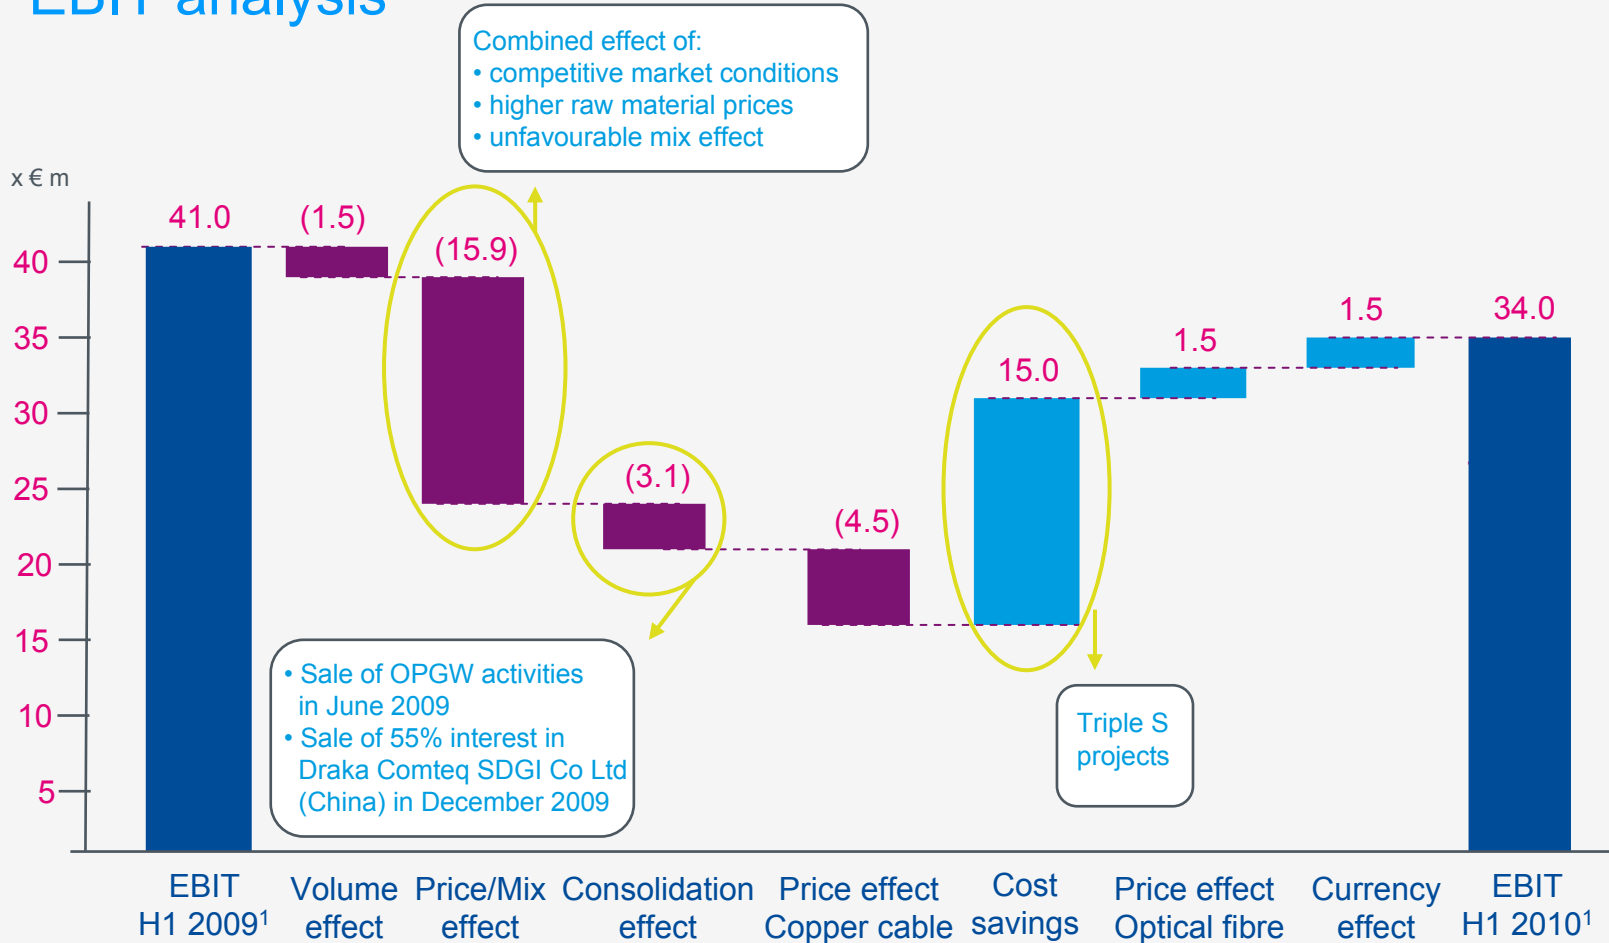 EBIT analysis
Combined effect of:
• competitive market conditions
• higher raw material prices
• unfavourable mix effect
x € m
41.0
(1.5)
(15.9)
(3.1)
(4.5)
15.0
1.5
1.5
34.0
40
35
30
25
20
15
10
5
• Sale of OPGW activities
in June 2009
• Sale of 55% interest in
Draka Comteq SDGI Co Ltd
(China) in December 2009
Triple S
projects
EBIT
H1 2009¹
Volume
effect
Price/Mix
effect
Consolidation
effect
Price effect
Copper cable
Cost
savings
Price effect
Optical fibre
Currency
effect
EBIT
H1 2010¹